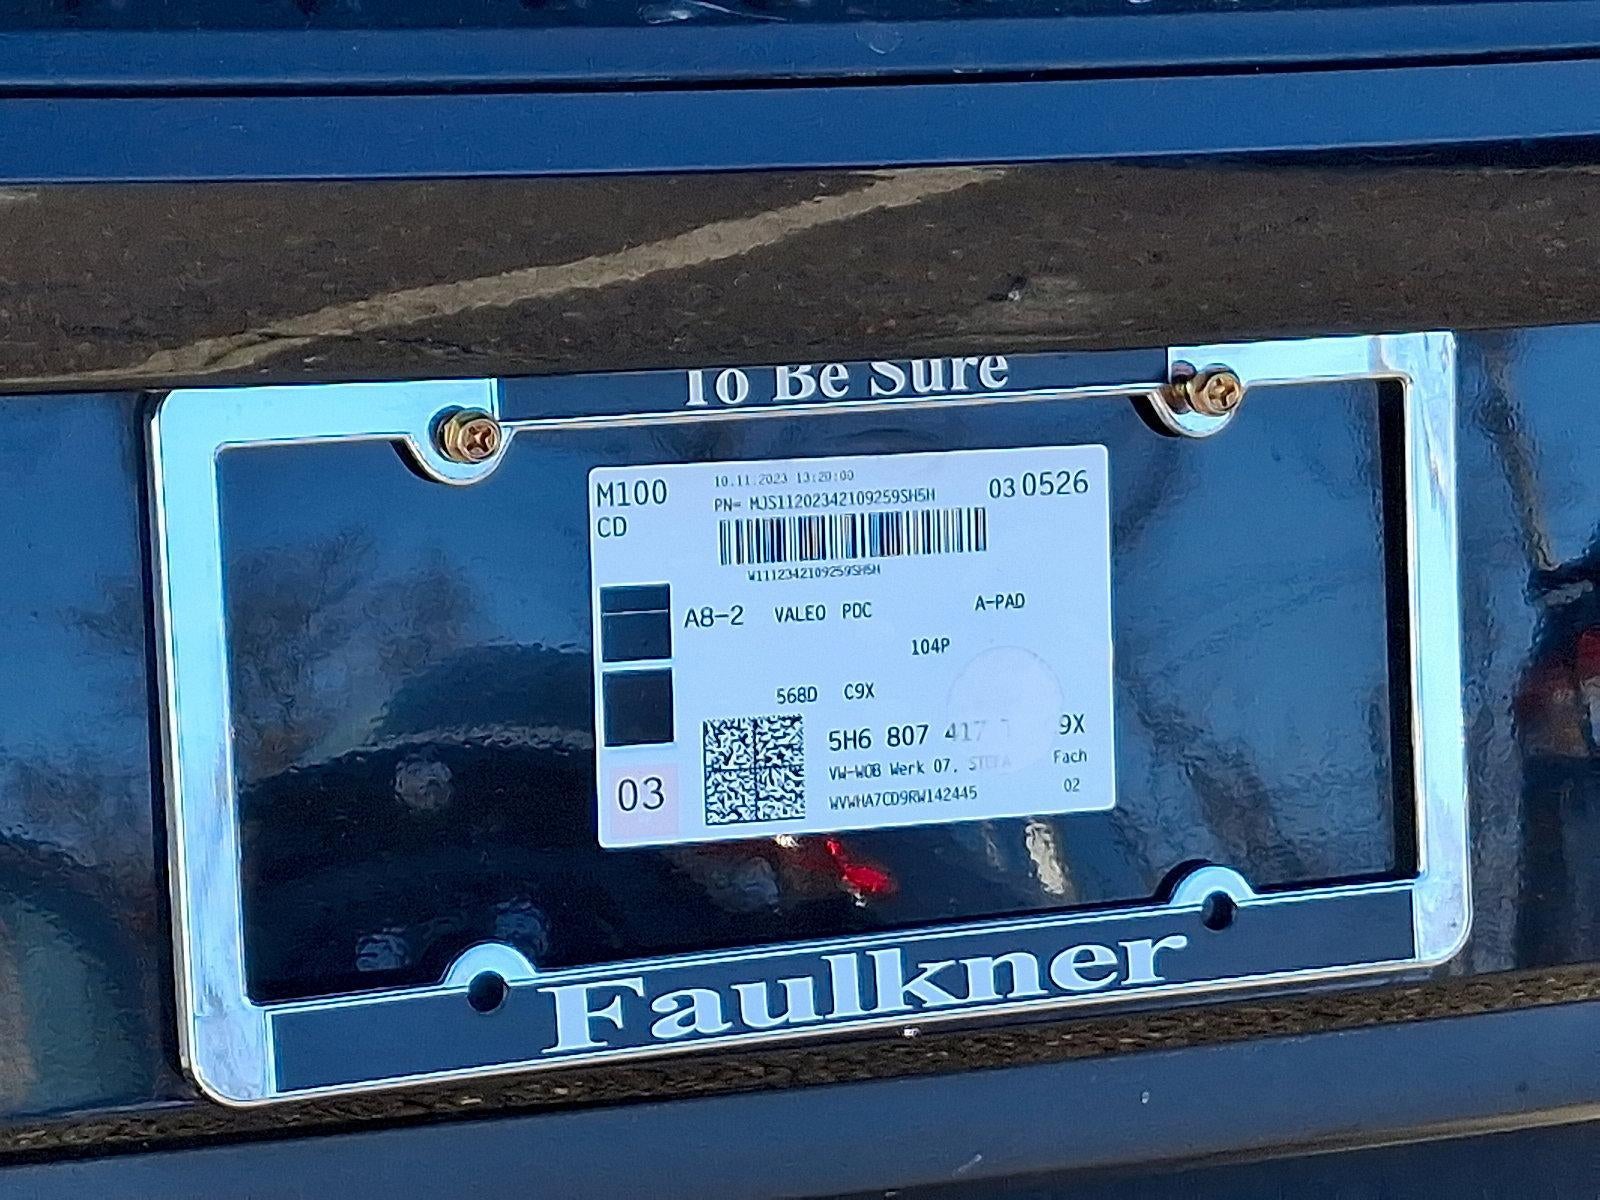 To Be Sure
M100
10.11.2023 13:20:00
03 0526
PN= MJS11202342109259SH5H
CD
W1112342109259SH5H
A8-2 VALEO PDC A-PAD
104P
568D C9X
5H6 807 417 9X
VW-WOB Werk 07. Fach
03
WVWHA7CD9RW142445 02
Faulkner